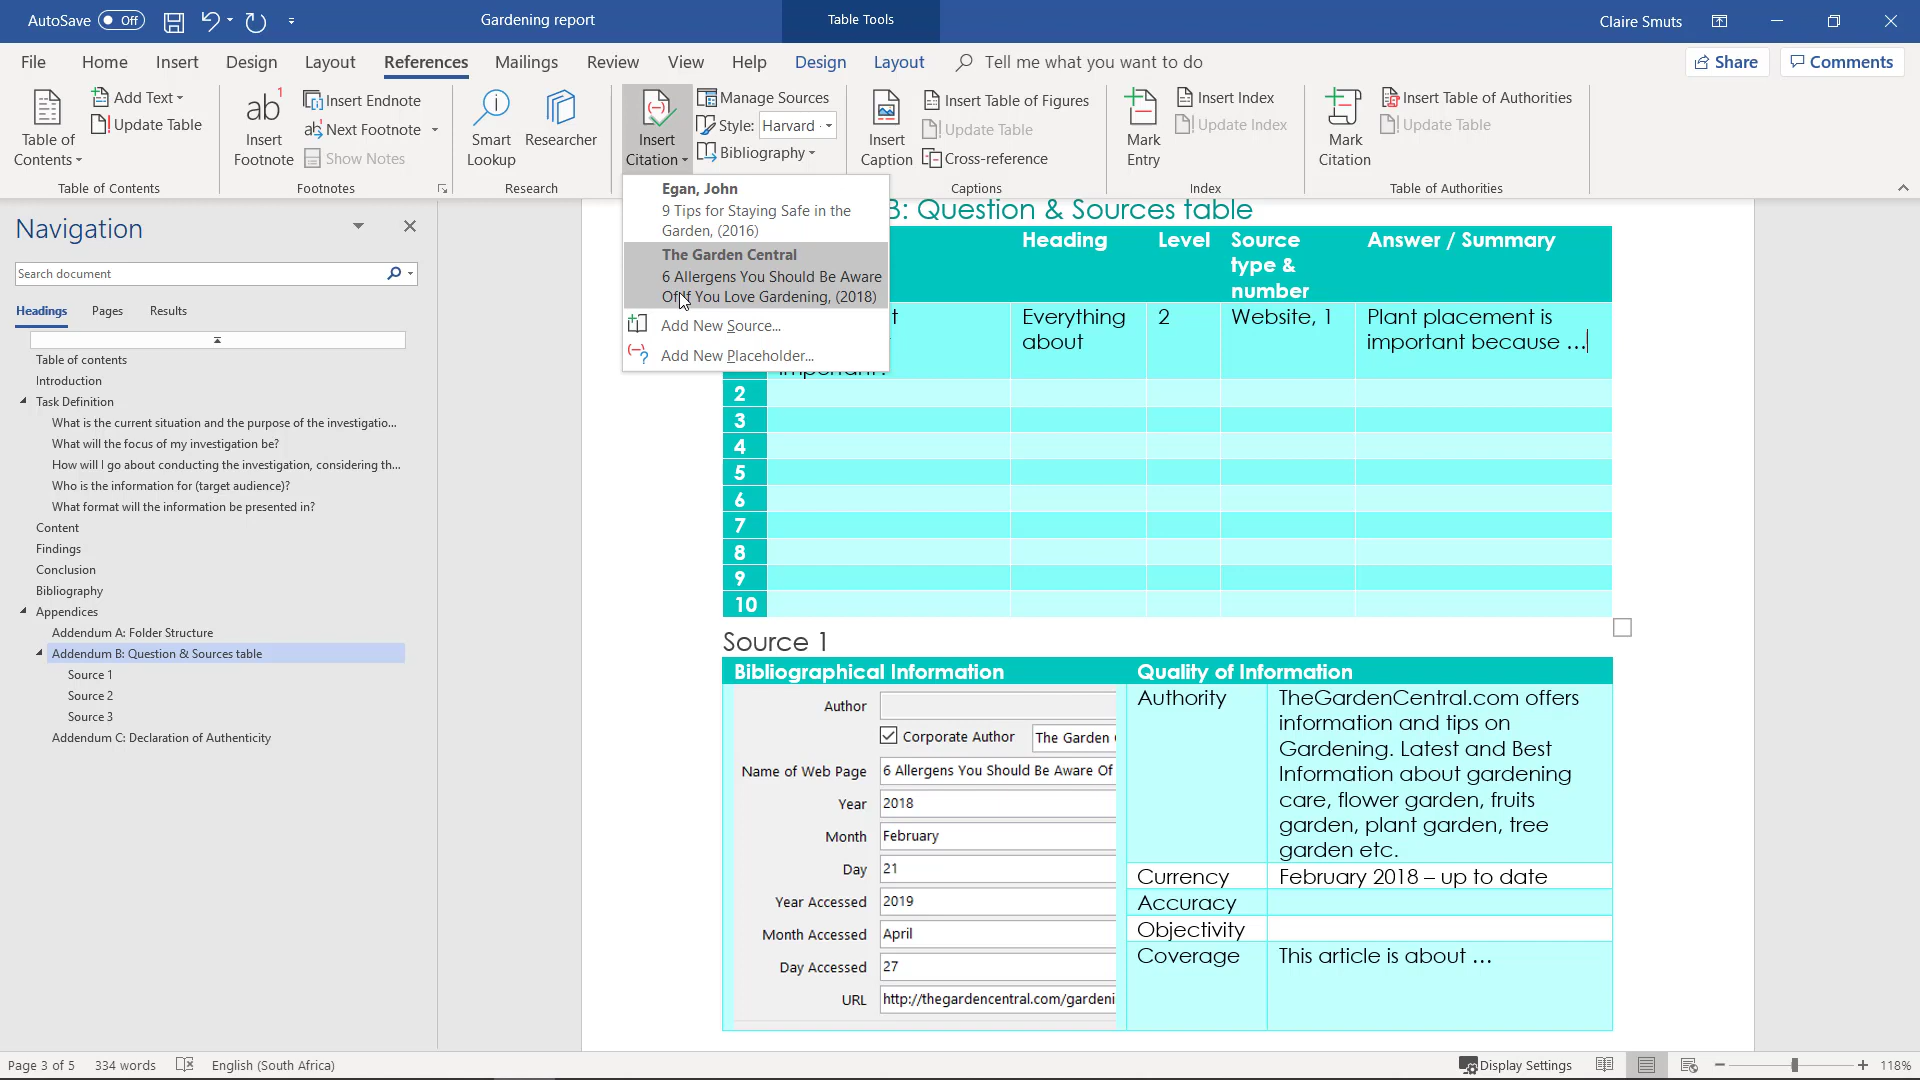 AutoSave Off
Gardening report
Table Tools
Claire Smuts
File Home Insert Design Layout References Mailings Review View Help Design Layout Tell me what you want to do Share Comments
Table of Contents
Add Text
Update Table
Table of Contents
ab1
Insert Footnote
Insert Endnote
Next Footnote
Show Notes
Footnotes
Smart Lookup
Researcher
Research
Insert Citation
Manage Sources
Style: Harvard
Bibliography
Insert Caption
Insert Table of Figures
Update Table
Cross-reference
Captions
Mark Entry
Insert Index
Update Index
Index
Mark Citation
Insert Table of Authorities
Update Table
Table of Authorities
Egan, John
9 Tips for Staying Safe in the
Garden, (2016)
The Garden Central
6 Allergens You Should Be Aware
Of If You Love Gardening, (2018)
Add New Source...
Add New Placeholder...
Navigation
Search document
Headings Pages Results
Table of contents
Introduction
Task Definition
What is the current situation and the purpose of the investigatio...
What will the focus of my investigation be?
How will I go about conducting the investigation, considering th...
Who is the information for (target audience)?
What format will the information be presented in?
Content
Findings
Conclusion
Bibliography
Appendices
Addendum A: Folder Structure
Addendum B: Question & Sources table
Source 1
Source 2
Source 3
Addendum C: Declaration of Authenticity
B: Question & Sources table
Heading Level Source type & number Answer / Summary
important?
Everything about
2
Website, 1
Plant placement is
important because ...
2
3
4
5
6
7
8
9
10
Source 1
Bibliographical Information
Quality of Information
Author
Corporate Author The Garden
Name of Web Page 6 Allergens You Should Be Aware Of
Year 2018
Month February
Day 21
Year Accessed 2019
Month Accessed April
Day Accessed 27
URL http://thegardencentral.com/gardeni
Authority
TheGardenCentral.com offers
information and tips on
Gardening. Latest and Best
Information about gardening
care, flower garden, fruits
garden, plant garden, tree
garden etc.
Currency February 2018 – up to date
Accuracy
Objectivity
Coverage This article is about ...
Page 3 of 5 334 words English (South Africa)
Display Settings 118%